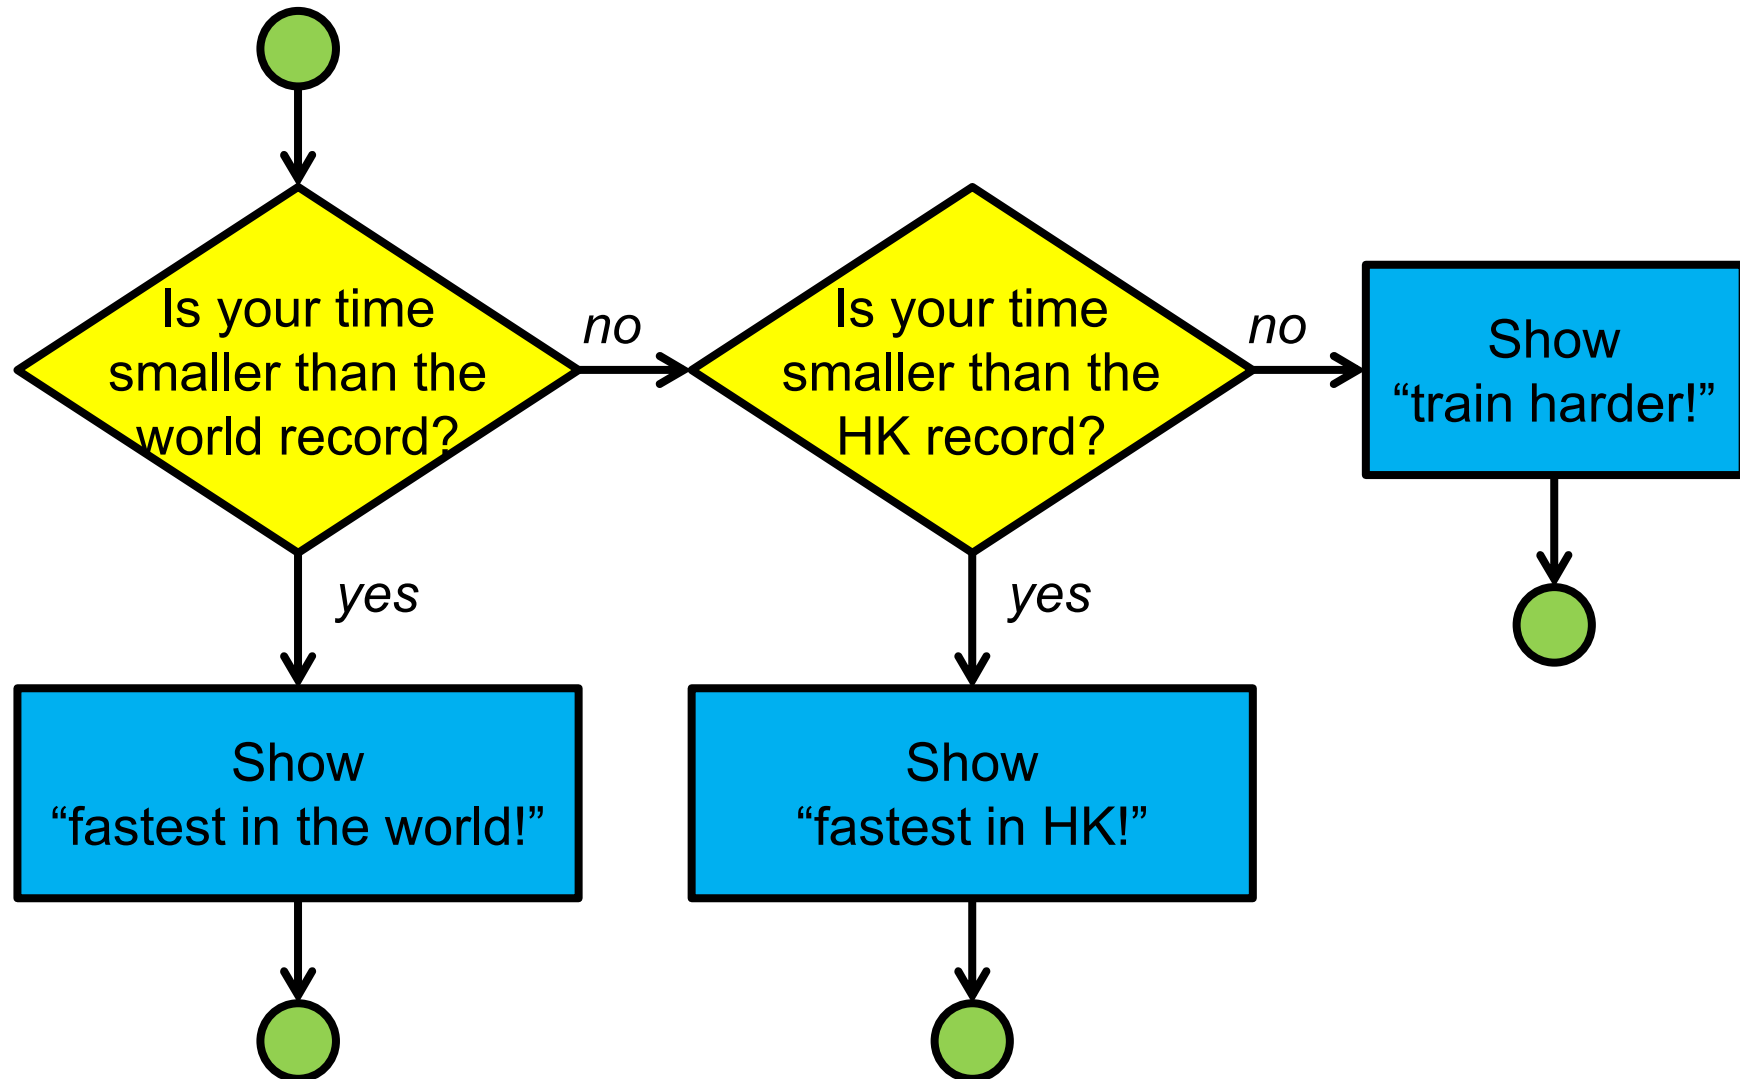 Is your time
smaller than the
world record?
no
Is your time
smaller than the
HK record?
no
Show
“train harder!”
yes
yes
Show
“fastest in the world!”
Show
“fastest in HK!”